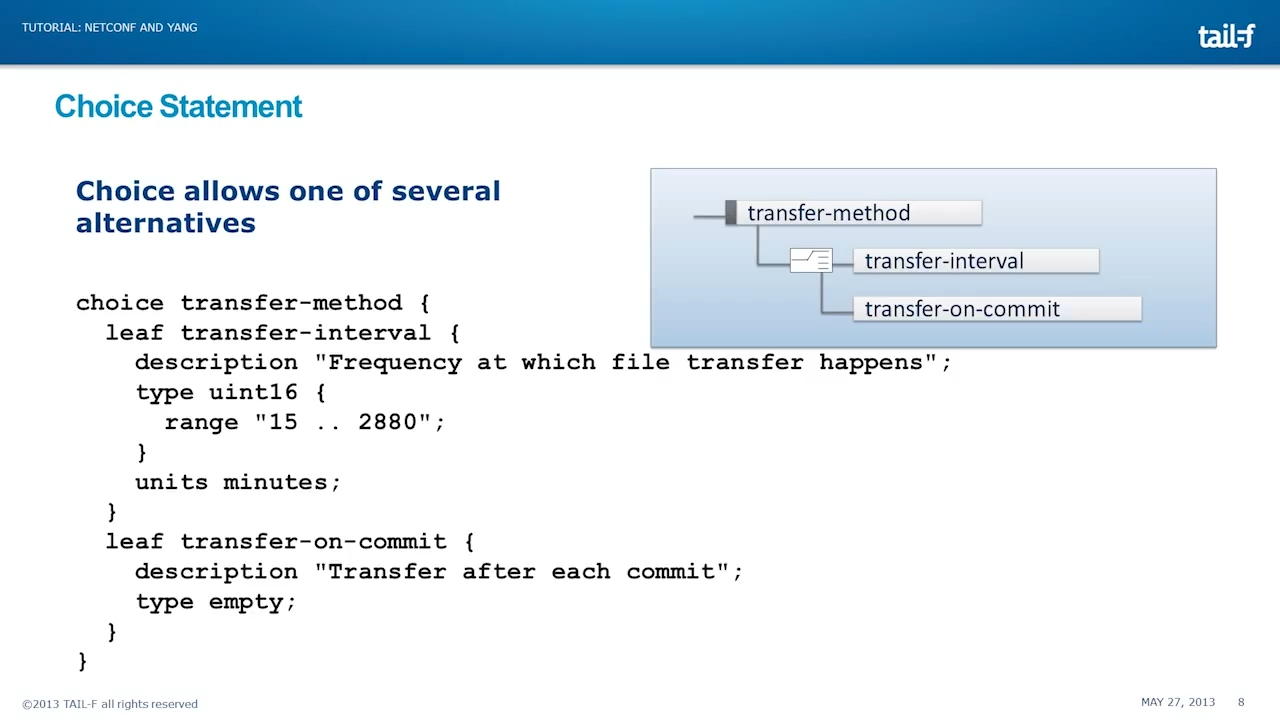 TUTORIAL: NETCONF AND YANG
tail-f
Choice Statement
Choice allows one of several
alternatives
transfer-method
transfer-interval
transfer-on-commit
choice transfer-method {
  leaf transfer-interval {
    description "Frequency at which file transfer happens";
    type uint16 {
      range "15 .. 2880";
    }
    units minutes;
  }
  leaf transfer-on-commit {
    description "Transfer after each commit";
    type empty;
  }
}
©2013 TAIL-F all rights reserved
MAY 27, 2013 8